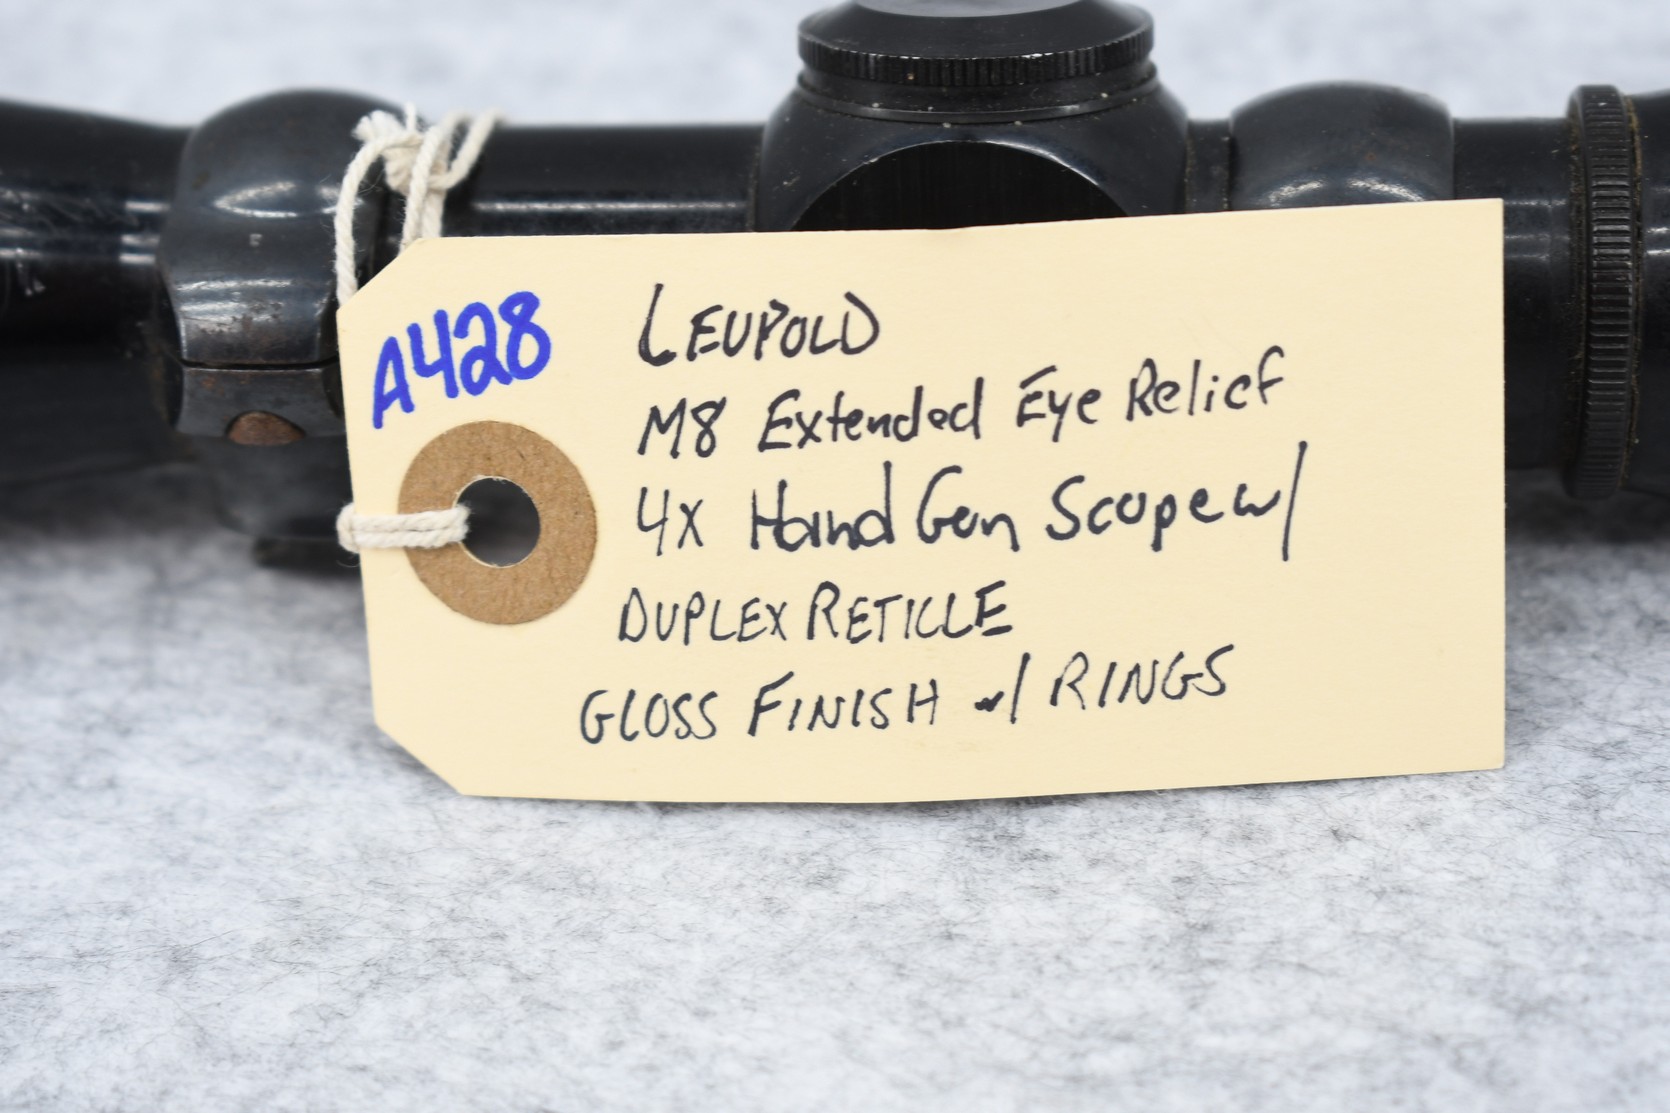 A428
LEUPOLD
M8 Extended Eye Relief
4x Hand Gun Scope w/
DUPLEX RETICLE
GLOSS FINISH w/ RINGS